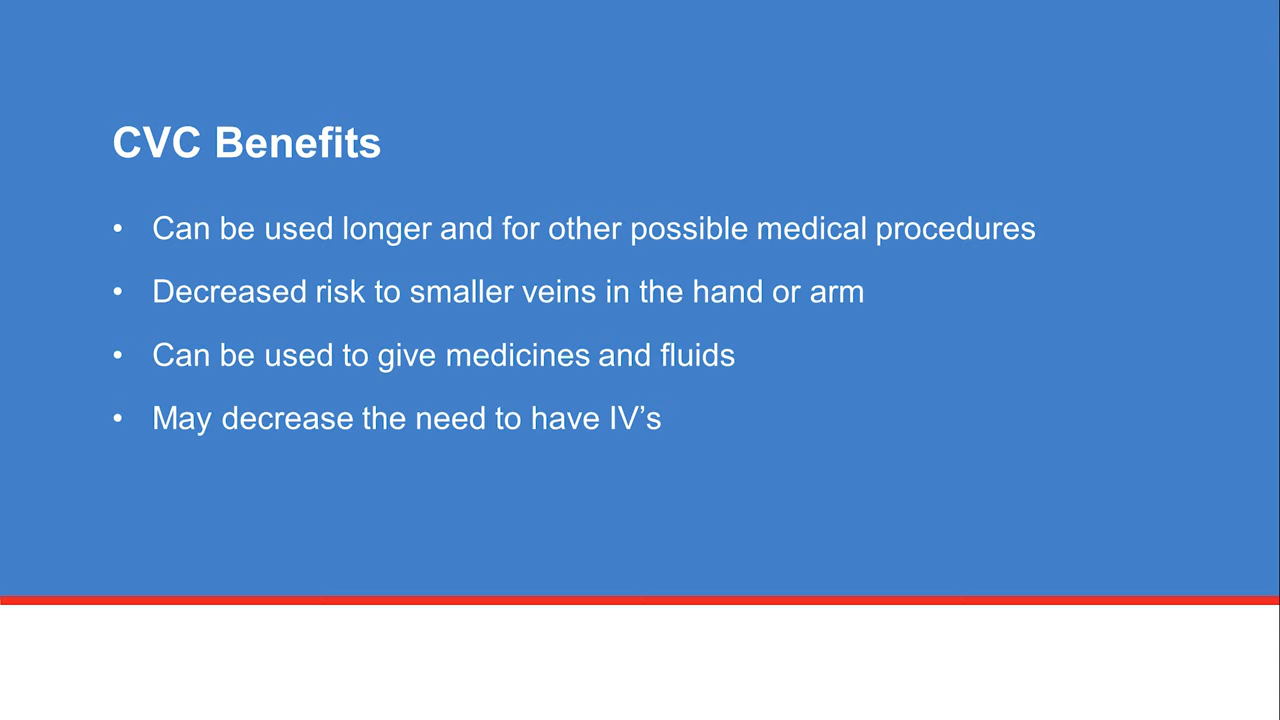 CVC Benefits
• Can be used longer and for other possible medical procedures
• Decreased risk to smaller veins in the hand or arm
• Can be used to give medicines and fluids
• May decrease the need to have IV’s